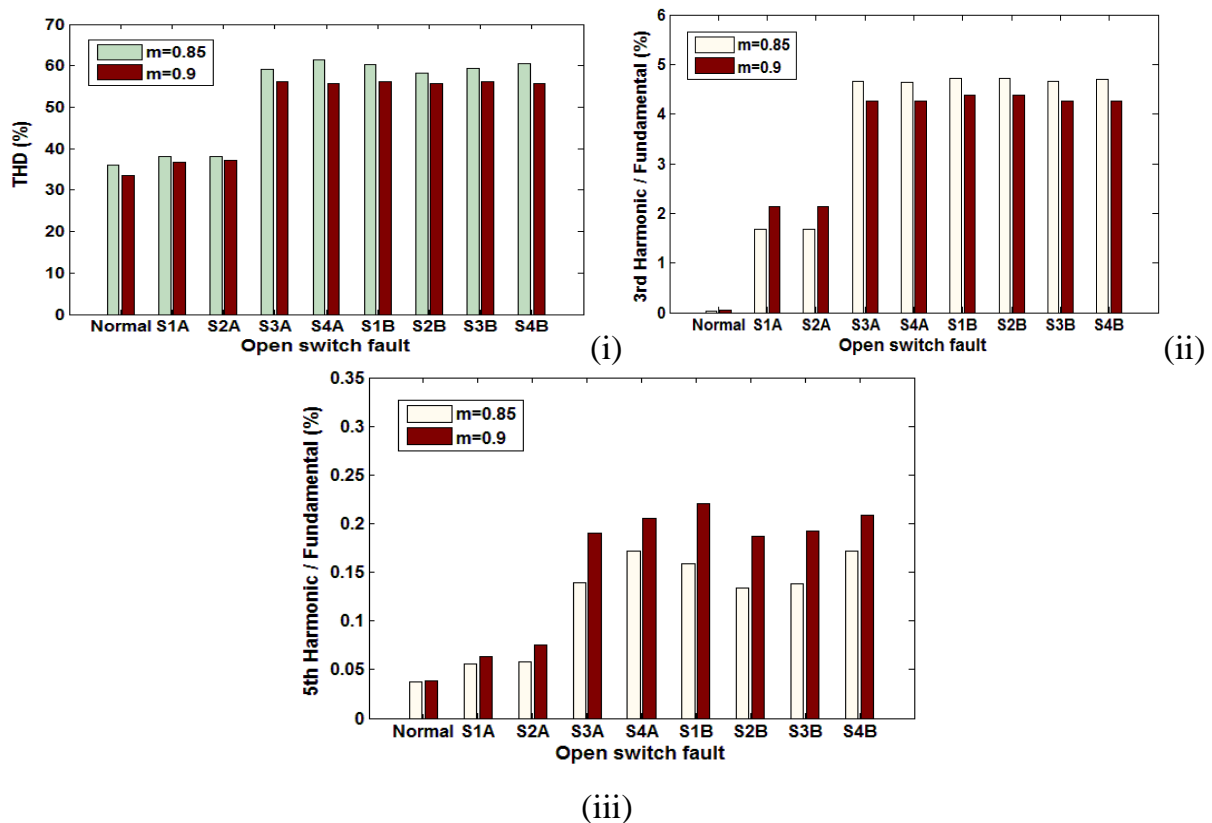 70
60
50
40
30
20
10
0
THD (%)
m=0.85
m=0.9
Normal S1A S2A S3A S4A S1B S2B S3B S4B
Open switch fault
(i)
6
5
4
3
2
1
0
3rd Harmonic / Fundamental (%)
m=0.85
m=0.9
Normal S1A S2A S3A S4A S1B S2B S3B S4B
Open switch fault
(ii)
0.35
0.3
0.25
0.2
0.15
0.1
0.05
0
5th Harmonic / Fundamental (%)
m=0.85
m=0.9
Normal S1A S2A S3A S4A S1B S2B S3B S4B
Open switch fault
(iii)